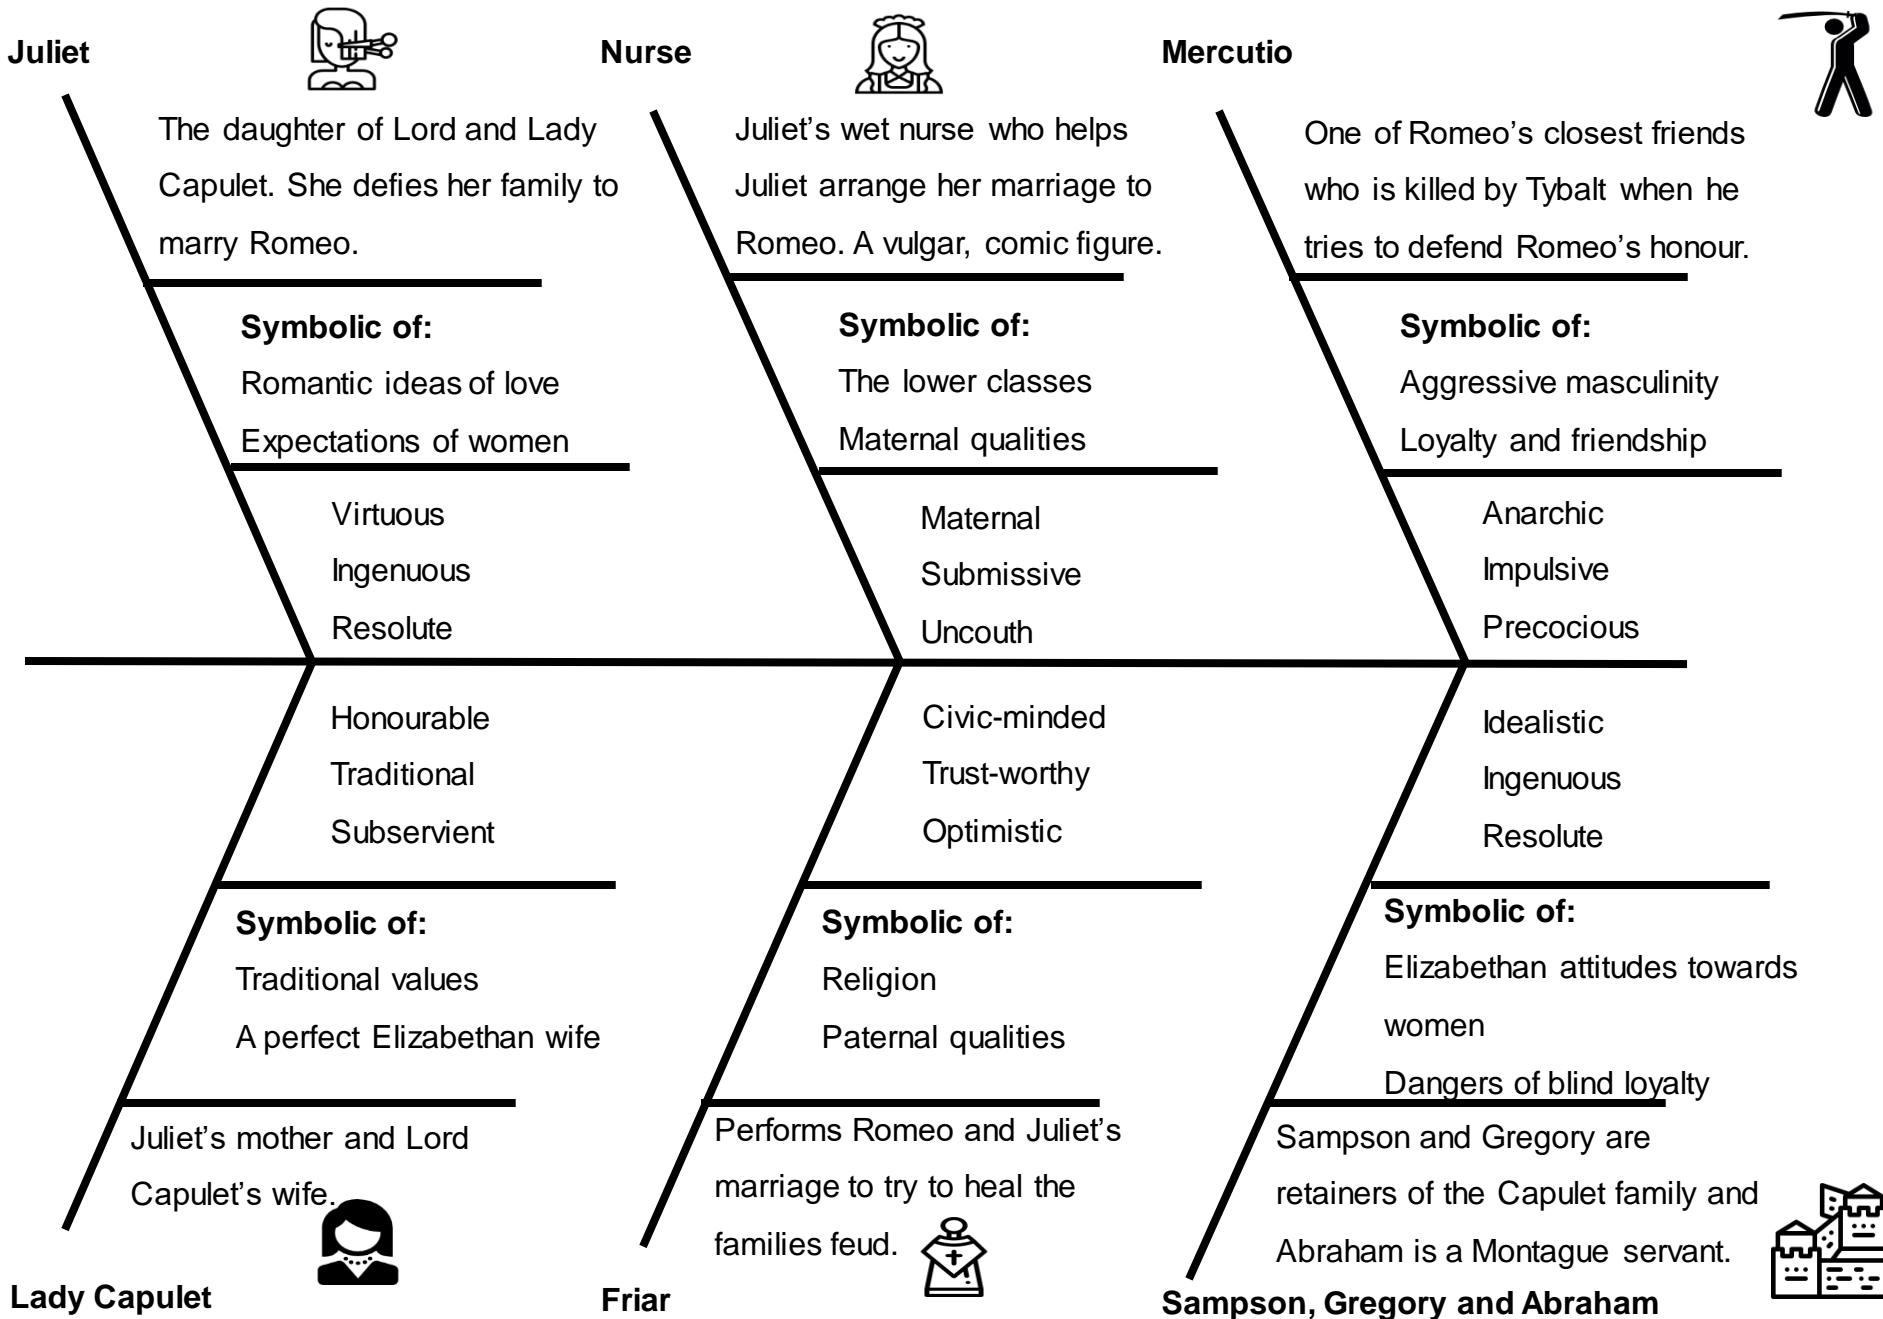 Juliet
The daughter of Lord and Lady
Capulet. She defies her family to
marry Romeo.
Symbolic of:
Romantic ideas of love
Expectations of women
Virtuous
Ingenuous
Resolute
Nurse
Juliet’s wet nurse who helps
Juliet arrange her marriage to
Romeo. A vulgar, comic figure.
Symbolic of:
The lower classes
Maternal qualities
Maternal
Submissive
Uncouth
Mercutio
One of Romeo’s closest friends
who is killed by Tybalt when he
tries to defend Romeo’s honour.
Symbolic of:
Aggressive masculinity
Loyalty and friendship
Anarchic
Impulsive
Precocious
Honourable
Traditional
Subservient
Symbolic of:
Traditional values
A perfect Elizabethan wife
Juliet’s mother and Lord
Capulet’s wife.
Lady Capulet
Civic-minded
Trust-worthy
Optimistic
Symbolic of:
Religion
Paternal qualities
Performs Romeo and Juliet’s
marriage to try to heal the
families feud.
Friar
Idealistic
Ingenuous
Resolute
Symbolic of:
Elizabethan attitudes towards
women
Dangers of blind loyalty
Sampson and Gregory are
retainers of the Capulet family and
Abraham is a Montague servant.
Sampson, Gregory and Abraham